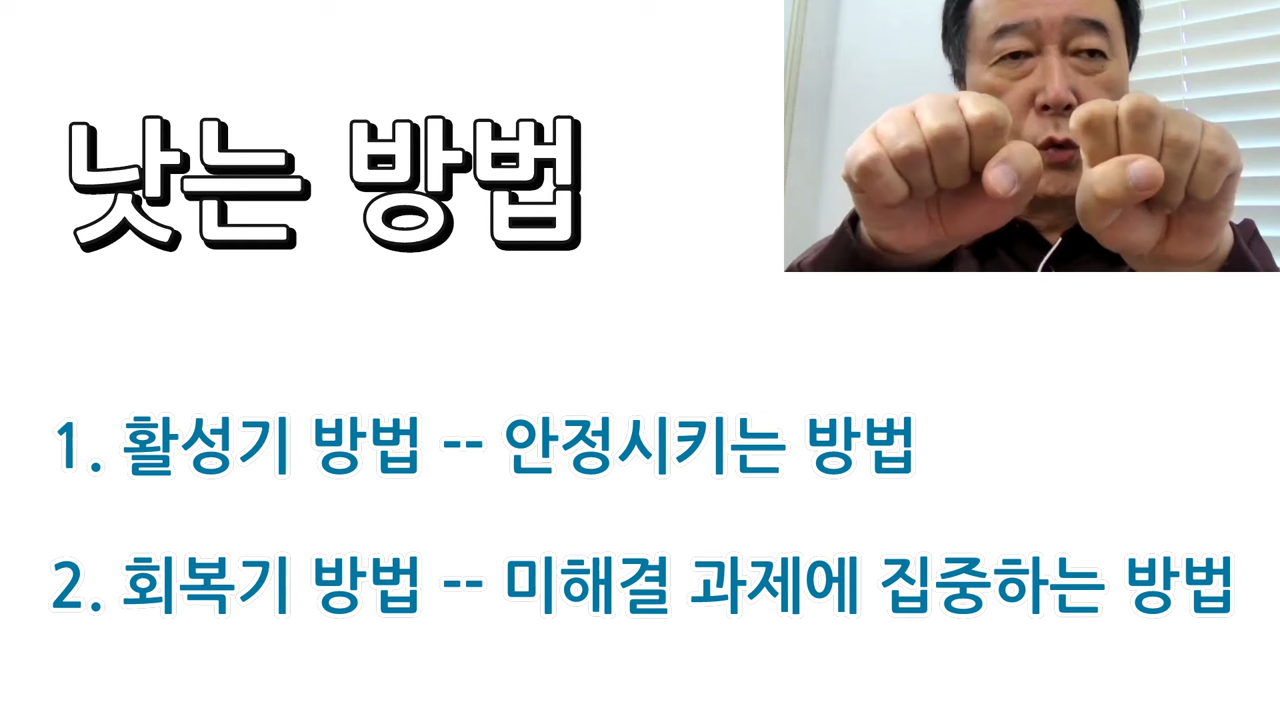 낫는 방법
1. 활성기 방법 -- 안정시키는 방법
2. 회복기 방법 -- 미해결 과제에 집중하는 방법